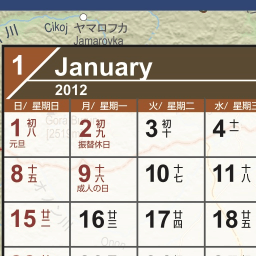 川
Cikoj ヤマロフカ
Jamarovka
1 January
2012
日/ 星期日 月/ 星期一 火/ 星期二 水/ 星期三
1 初八 2 初九 3 初十 4 十一
元旦 振替休日
8 十五 9 十六 10 十七 11 十八
成人の日
15 廿二 16 廿三 17 廿四 18 廿五